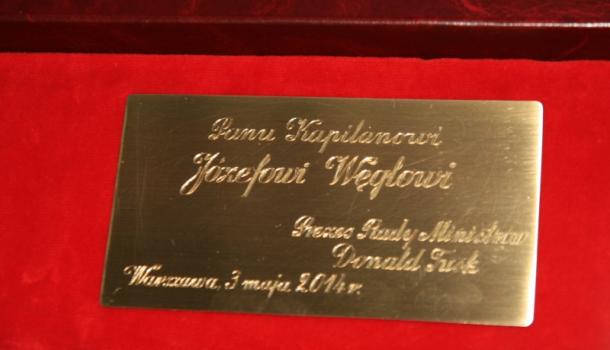 Panu Kapitanowi
Józefowi Węglowi
Prezes Rady Ministrów
Donald Tusk
Warszawa, 3 maja 2014 r.